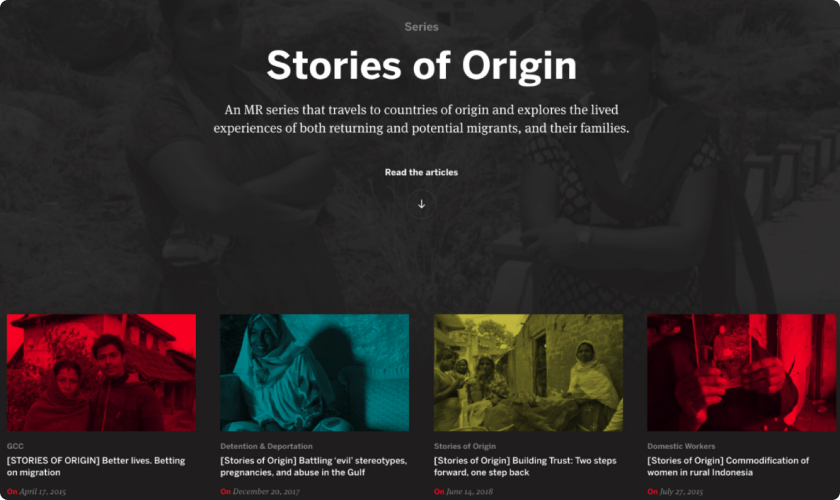 Series
Stories of Origin
An MR series that travels to countries of origin and explores the lived
experiences of both returning and potential migrants, and their families.
Read the articles
GCC
[STORIES OF ORIGIN] Better lives. Betting
on migration
On April 17, 2015
Detention & Deportation
[Stories of Origin] Battling ‘evil’ stereotypes,
pregnancies, and abuse in the Gulf
On December 20, 2017
Stories of Origin
[Stories of Origin] Building Trust: Two steps
forward, one step back
On June 14, 2018
Domestic Workers
[Stories of Origin] Commodification of
women in rural Indonesia
On July 27, 2015